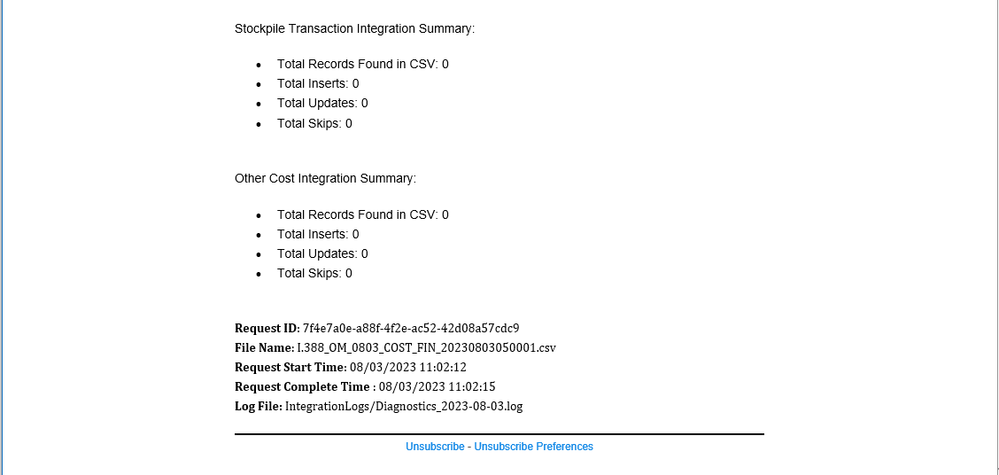 Stockpile Transaction Integration Summary:
• Total Records Found in CSV: 0
• Total Inserts: 0
• Total Updates: 0
• Total Skips: 0
Other Cost Integration Summary:
• Total Records Found in CSV: 0
• Total Inserts: 0
• Total Updates: 0
• Total Skips: 0
Request ID: 7f4e7a0e-a88f-4f2e-ac52-42d08a57cdc9
File Name: I.388_OM_0803_COST_FIN_20230803050001.csv
Request Start Time: 08/03/2023 11:02:12
Request Complete Time : 08/03/2023 11:02:15
Log File: IntegrationLogs/Diagnostics_2023-08-03.log
Unsubscribe - Unsubscribe Preferences